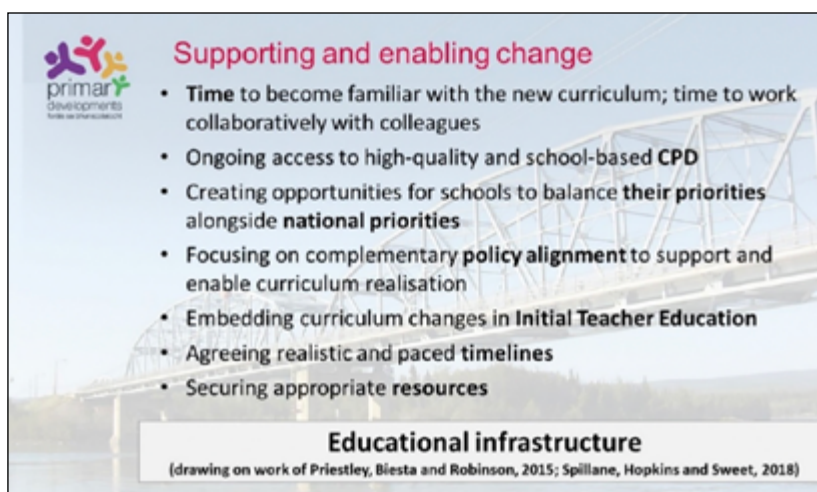 Supporting and enabling change
primary
developments
• Time to become familiar with the new curriculum; time to work
collaboratively with colleagues
• Ongoing access to high-quality and school-based CPD
• Creating opportunities for schools to balance their priorities
alongside national priorities
• Focusing on complementary policy alignment to support and
enable curriculum realisation
• Embedding curriculum changes in Initial Teacher Education
• Agreeing realistic and paced timelines
• Securing appropriate resources
Educational infrastructure
(drawing on work of Priestley, Biesta and Robinson, 2015; Spillane, Hopkins and Sweet, 2018)